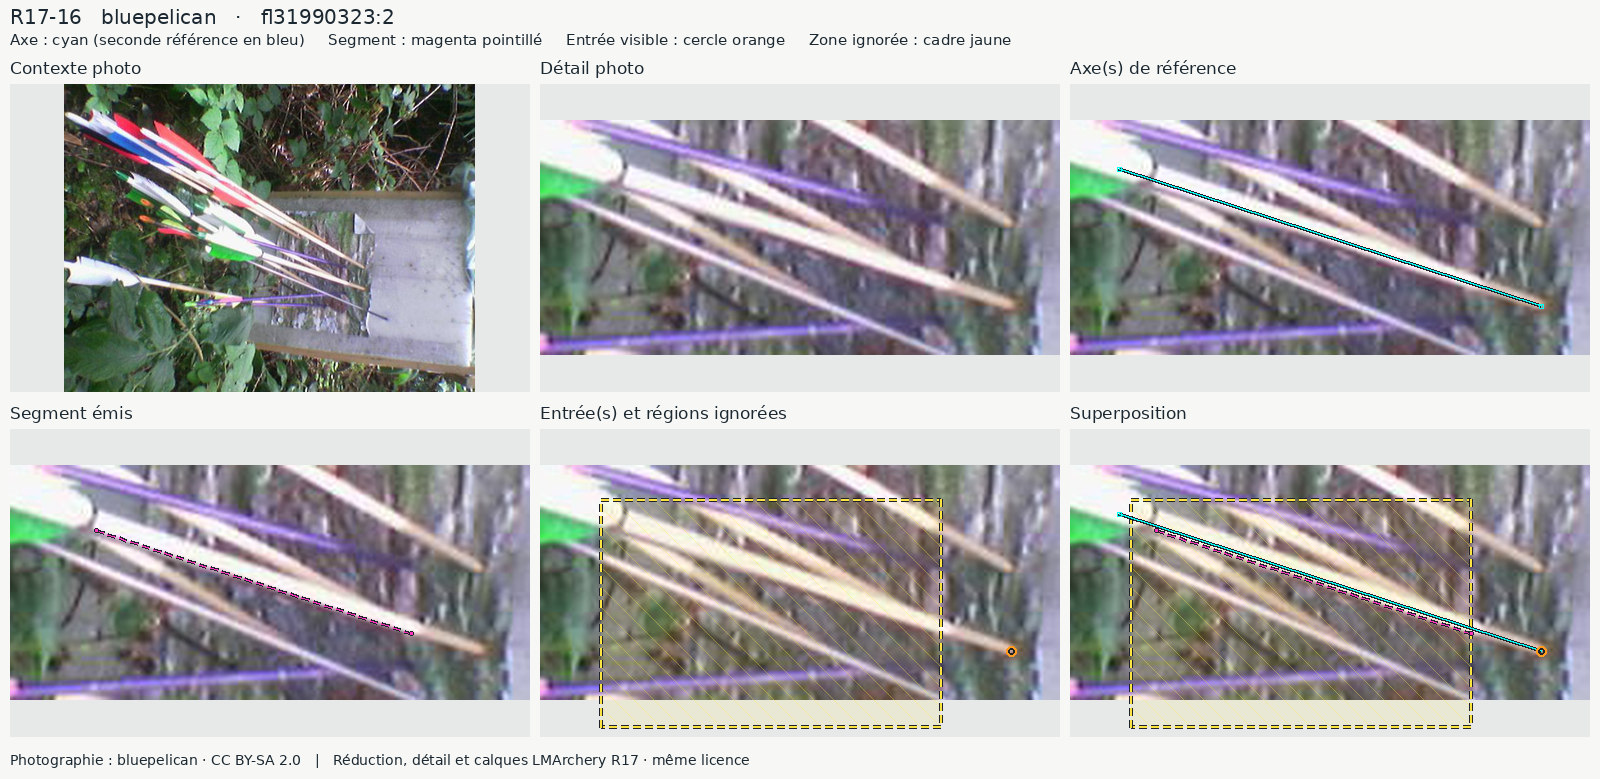 R17-16   bluepelican   ·   fl31990323:2
Axe : cyan (seconde référence en bleu)     Segment : magenta pointillé     Entrée visible : cercle orange     Zone ignorée : cadre jaune
Contexte photo
Détail photo
Axe(s) de référence
Segment émis
Entrée(s) et régions ignorées
Superposition
Photographie : bluepelican · CC BY-SA 2.0   |   Réduction, détail et calques LMArchery R17 · même licence